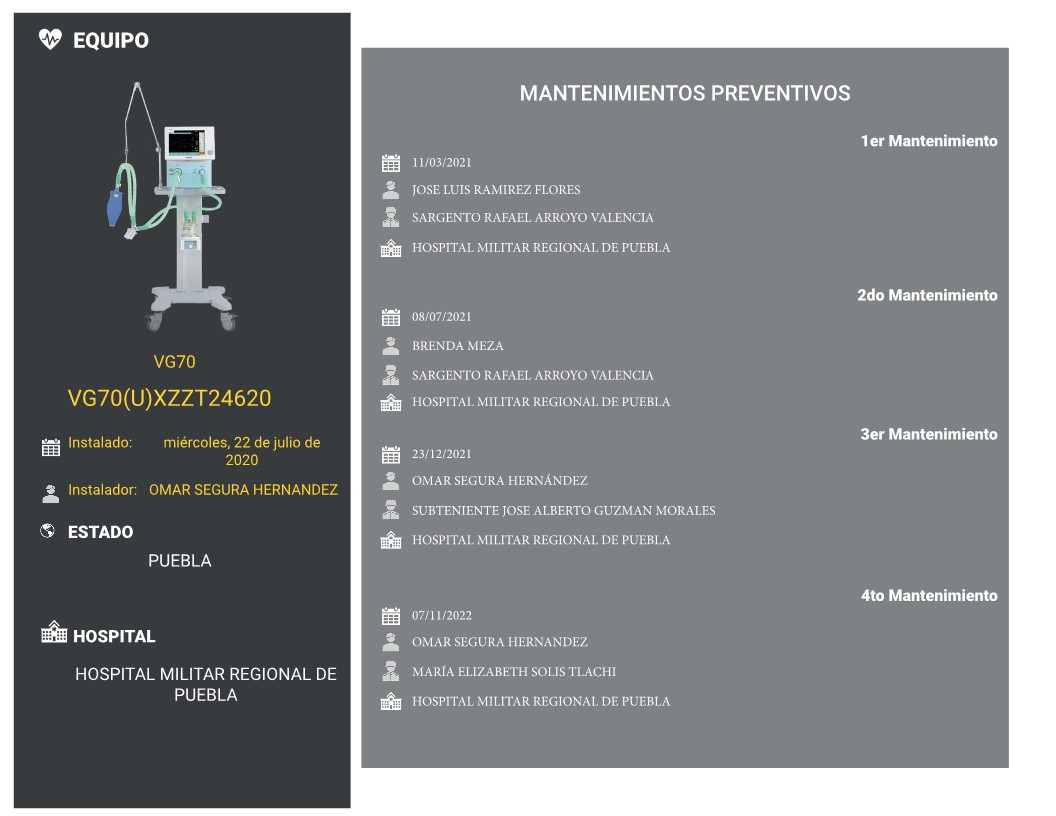 EQUIPO
VG70
VG70(U)XZZT24620
Instalado: miércoles, 22 de julio de
2020
Instalador: OMAR SEGURA HERNANDEZ
ESTADO
PUEBLA
HOSPITAL
HOSPITAL MILITAR REGIONAL DE
PUEBLA
MANTENIMIENTOS PREVENTIVOS
1er Mantenimiento
11/03/2021
JOSE LUIS RAMIREZ FLORES
SARGENTO RAFAEL ARROYO VALENCIA
HOSPITAL MILITAR REGIONAL DE PUEBLA
2do Mantenimiento
08/07/2021
BRENDA MEZA
SARGENTO RAFAEL ARROYO VALENCIA
HOSPITAL MILITAR REGIONAL DE PUEBLA
3er Mantenimiento
23/12/2021
OMAR SEGURA HERNÁNDEZ
SUBTENIENTE JOSE ALBERTO GUZMAN MORALES
HOSPITAL MILITAR REGIONAL DE PUEBLA
4to Mantenimiento
07/11/2022
OMAR SEGURA HERNANDEZ
MARÍA ELIZABETH SOLIS TLACHI
HOSPITAL MILITAR REGIONAL DE PUEBLA